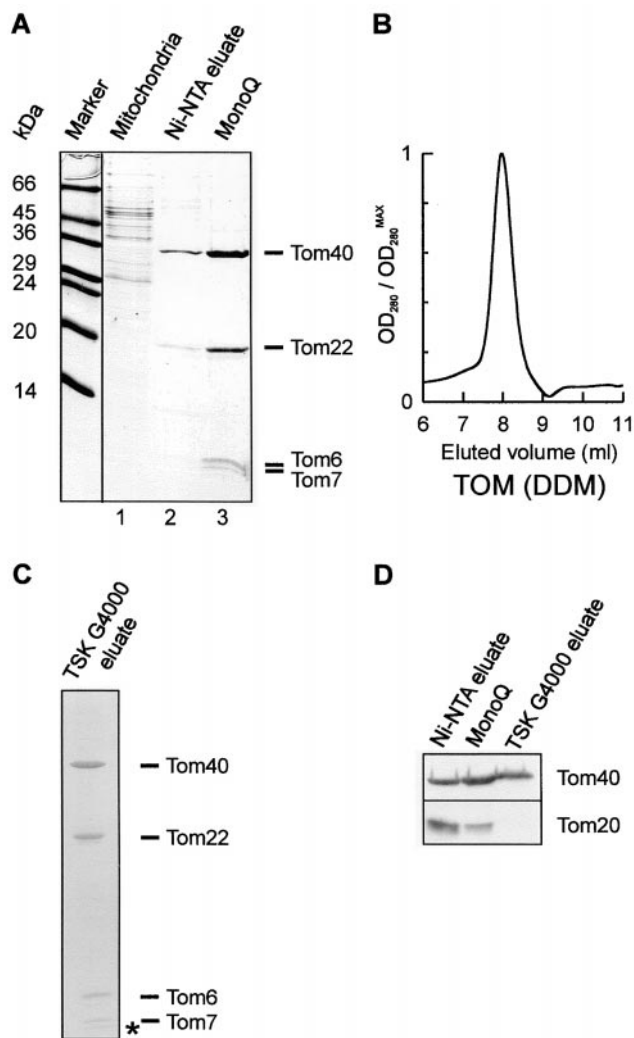 A
kDa
Marker
Mitochondria
Ni-NTA eluate
MonoQ
66
45
36
29
24
20
14
Tom40
Tom22
Tom6
Tom7
1 2 3
B
OD280 / OD280MAX
1
0
6 7 8 9 10 11
Eluted volume (ml)
TOM (DDM)
C
TSK G4000
eluate
Tom40
Tom22
Tom6
Tom7
*
D
Ni-NTA eluate
MonoQ
TSK G4000 eluate
Tom40
Tom20